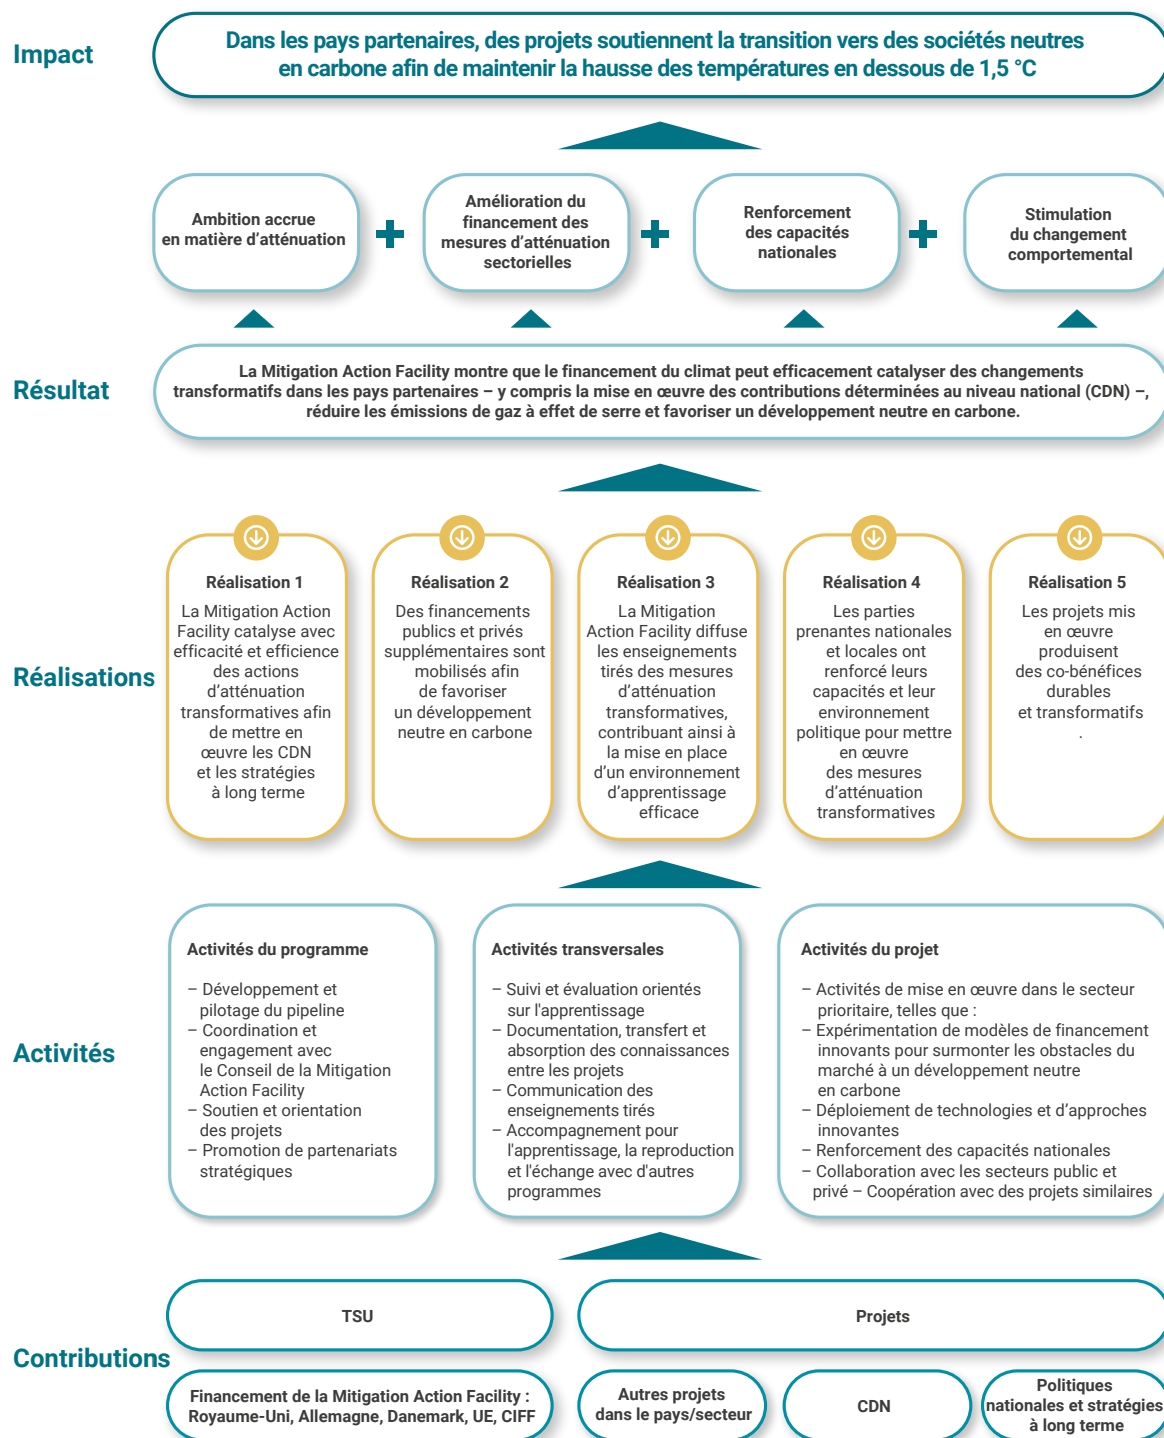 Impact
Dans les pays partenaires, des projets soutiennent la transition vers des sociétés neutres
en carbone afin de maintenir la hausse des températures en dessous de 1,5 °C
Ambition accrue
en matière d’atténuation
Amélioration du
financement des
mesures d’atténuation
sectorielles
Renforcement
des capacités
nationales
Stimulation
du changement
comportemental
Résultat
La Mitigation Action Facility montre que le financement du climat peut efficacement catalyser des changements
transformatifs dans les pays partenaires – y compris la mise en œuvre des contributions déterminées au niveau national (CDN) –,
réduire les émissions de gaz à effet de serre et favoriser un développement neutre en carbone.
Réalisations
Réalisation 1
La Mitigation Action
Facility catalyse avec
efficacité et efficience
des actions
d’atténuation
transformatives afin
de mettre en
œuvre les CDN
et les stratégies
à long terme
Réalisation 2
Des financements
publics et privés
supplémentaires sont
mobilisés afin
de favoriser
un développement
neutre en carbone
Réalisation 3
La Mitigation
Action Facility diffuse
les enseignements
tirés des mesures
d’atténuation
transformatives,
contribuant ainsi à
la mise en place
d’un environnement
d’apprentissage
efficace
Réalisation 4
Les parties
prenantes nationales
et locales ont
renforcé leurs
capacités et leur
environnement
politique pour mettre
en œuvre
des mesures
d’atténuation
transformatives
Réalisation 5
Les projets mis
en œuvre
produisent
des co-bénéfices
durables
et transformatifs
.
Activités
Activités du programme
– Développement et
pilotage du pipeline
– Coordination et
engagement avec
le Conseil de la Mitigation
Action Facility
– Soutien et orientation
des projets
– Promotion de partenariats
stratégiques
Activités transversales
– Suivi et évaluation orientés
sur l'apprentissage
– Documentation, transfert et
absorption des connaissances
entre les projets
– Communication des
enseignements tirés
– Accompagnement pour
l'apprentissage, la reproduction
et l'échange avec d'autres
programmes
Activités du projet
– Activités de mise en œuvre dans le secteur
prioritaire, telles que :
– Expérimentation de modèles de financement
innovants pour surmonter les obstacles du
marché à un développement neutre
en carbone
– Déploiement de technologies et d’approches
innovantes
– Renforcement des capacités nationales
– Collaboration avec les secteurs public et
privé – Coopération avec des projets similaires
Contributions
TSU
Projets
Financement de la Mitigation Action Facility :
Royaume-Uni, Allemagne, Danemark, UE, CIFF
Autres projets
dans le pays/secteur
CDN
Politiques
nationales et stratégies
à long terme